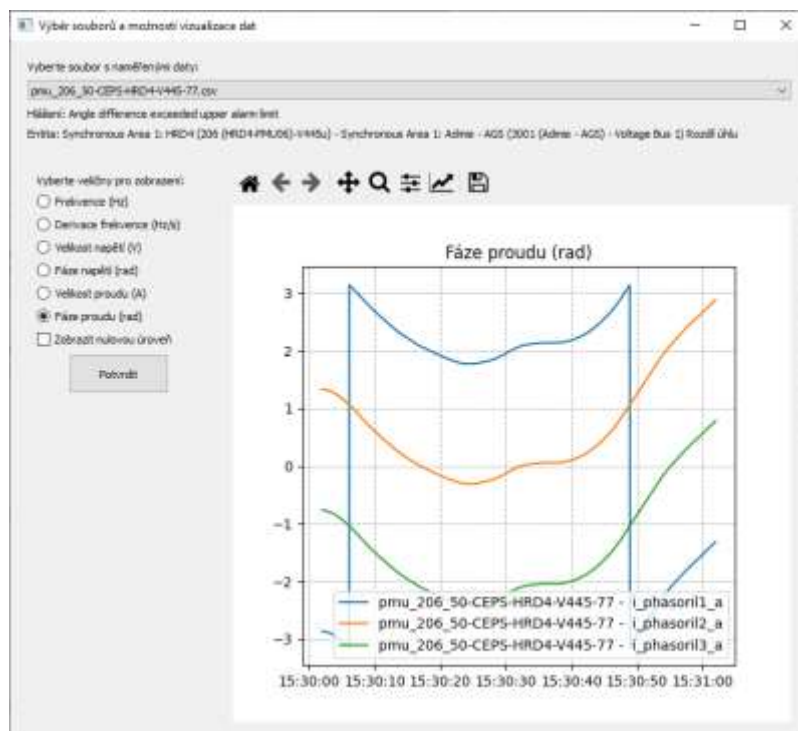 Výběr souborů a možností vizualizace dat
Vyberte soubor s naměřenými daty:
pmu_206_50-CEPS-HRD4-V445-77.csv
Hlášení: Angle difference exceeded upper alarm limit
Entita: Synchronous Area 1: HRD4 (206 (HRD4-PMU06)-V446u) - Synchronous Area 1: Admie - AGS (3001 (Admie - AGS) - Voltage Bus 1) Rozdíl úhlu
Vyberte veličiny pro zobrazení:
Frekvence (Hz)
Derivace frekvence (Hz/s)
Velikost napětí (V)
Fáze napětí (rad)
Velikost proudu (A)
Fáze proudu (rad)
Zobrazit nulovou úroveň
Potvrdit
Fáze proudu (rad)
3
2
1
0
−1
−2
−3
pmu_206_50-CEPS-HRD4-V445-77 - i_phasoril1_a
pmu_206_50-CEPS-HRD4-V445-77 - i_phasoril2_a
pmu_206_50-CEPS-HRD4-V445-77 - i_phasoril3_a
15:30:00 15:30:10 15:30:20 15:30:30 15:30:40 15:30:50 15:31:00